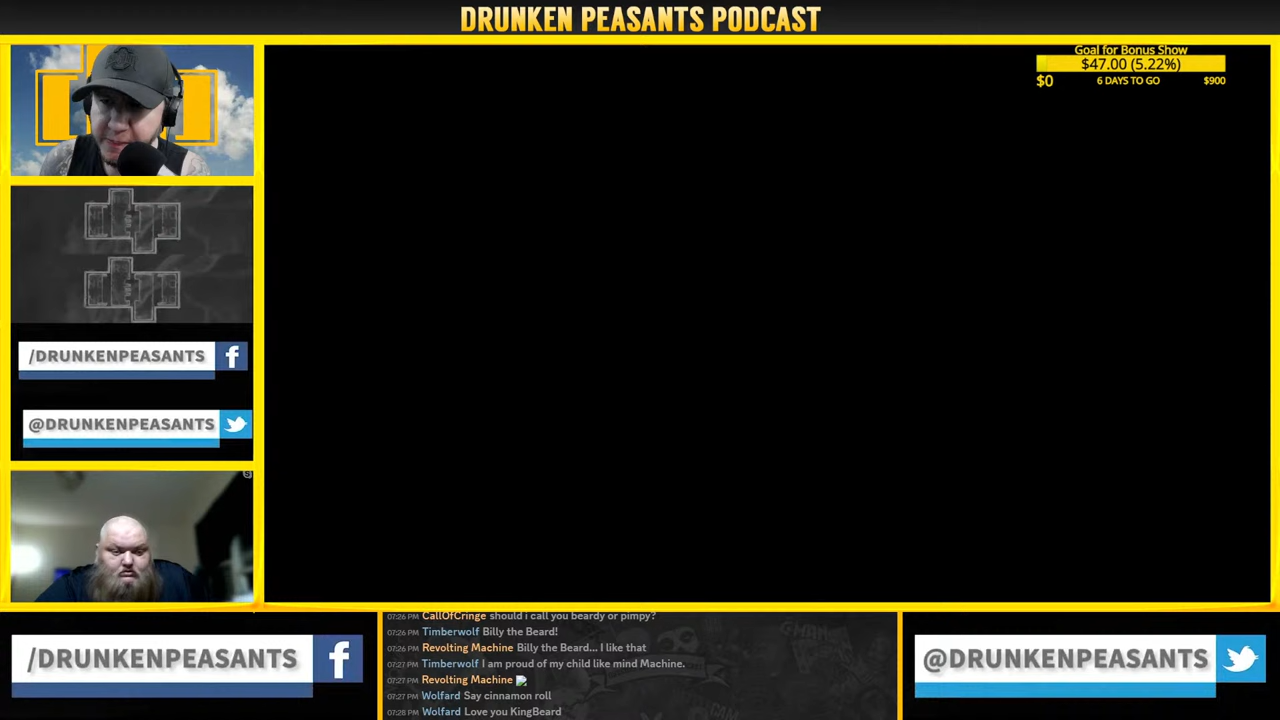 DRUNKEN PEASANTS PODCAST
Goal for Bonus Show
$47.00 (5.22%)
$0 6 DAYS TO GO $900
/DRUNKENPEASANTS f
@DRUNKENPEASANTS
07:26 PM CallOfCringe should i call you beardy or pimpy?
07:26 PM Timberwolf Billy the Beard!
07:26 PM Revolting Machine Billy the Beard... I like that
07:27 PM Timberwolf I am proud of my child like mind Machine.
07:27 PM Revolting Machine
07:27 PM Wolfard Say cinnamon roll
07:28 PM Wolfard Love you KingBeard
/DRUNKENPEASANTS f
@DRUNKENPEASANTS